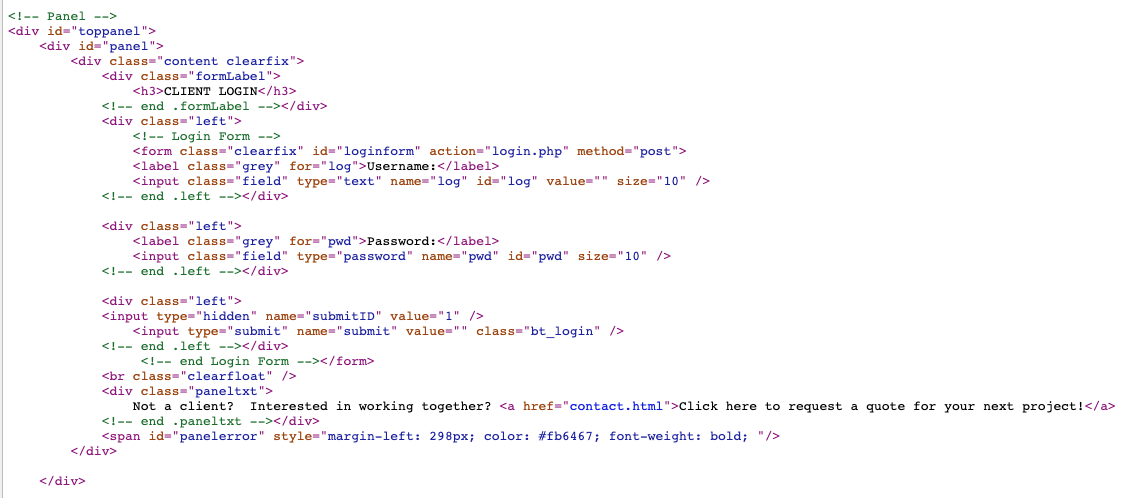 <!-- Panel -->
<div id="toppanel">
    <div id="panel">
        <div class="content clearfix">
            <div class="formLabel">
                <h3>CLIENT LOGIN</h3>
            <!-- end .formLabel --></div>
            <div class="left">
                <!-- Login Form -->
                <form class="clearfix" id="loginform" action="login.php" method="post">
                <label class="grey" for="log">Username:</label>
                <input class="field" type="text" name="log" id="log" value="" size="10" />
            <!-- end .left --></div>

            <div class="left">
                <label class="grey" for="pwd">Password:</label>
                <input class="field" type="password" name="pwd" id="pwd" size="10" />
            <!-- end .left --></div>

            <div class="left">
            <input type="hidden" name="submitID" value="1" />
                <input type="submit" name="submit" value="" class="bt_login" />
            <!-- end .left --></div>
                 <!-- end Login Form --></form>
            <br class="clearfloat" />
            <div class="paneltxt">
                Not a client?  Interested in working together? <a href="contact.html">Click here to request a quote for your next project!</a>
            <!-- end .paneltxt --></div>
            <span id="panelerror" style="margin-left: 298px; color: #fb6467; font-weight: bold; "/>
        </div>

    </div>